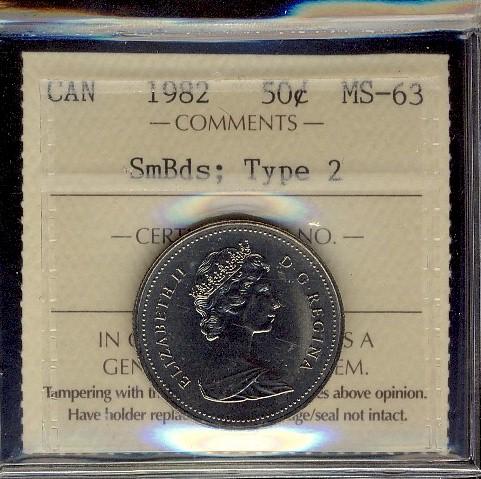 CAN 1982 50¢ MS-63
— COMMENTS —
SmBds; Type 2
— CERT NO. —
ELIZABETH II D·G·REGINA
IN S A
GEN EM.
Tampering with th es above opinion.
Have holder repla ge/seal not intact.